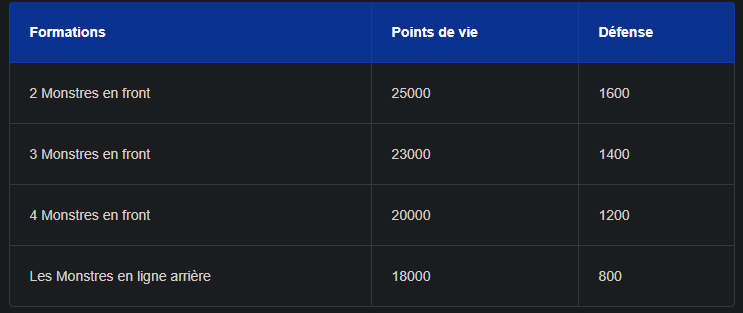 Formations Points de vie Défense
2 Monstres en front 25000 1600
3 Monstres en front 23000 1400
4 Monstres en front 20000 1200
Les Monstres en ligne arrière 18000 800